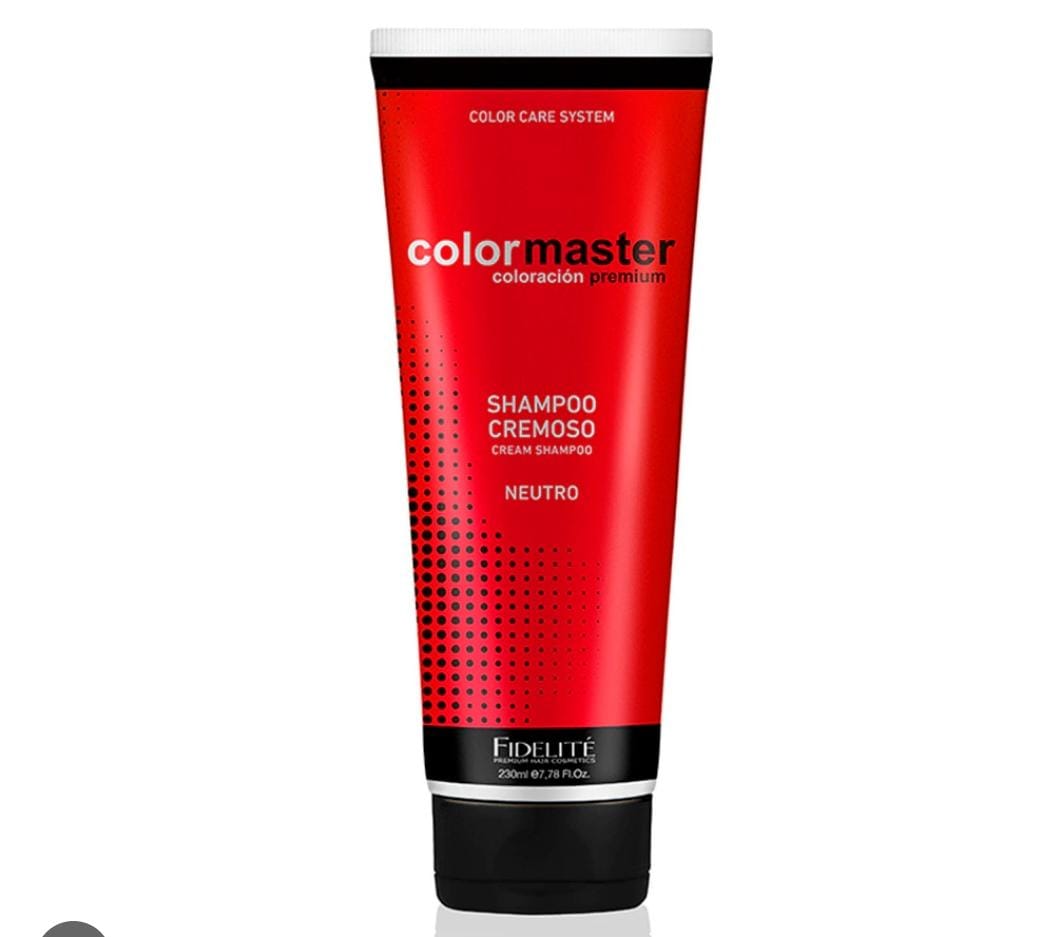 COLOR CARE SYSTEM
colormaster
coloración premium
SHAMPOO
CREMOSO
CREAM SHAMPOO
NEUTRO
FIDELITÉ
PREMIUM HAIR COSMETICS
230ml e7,78 Fl.Oz.